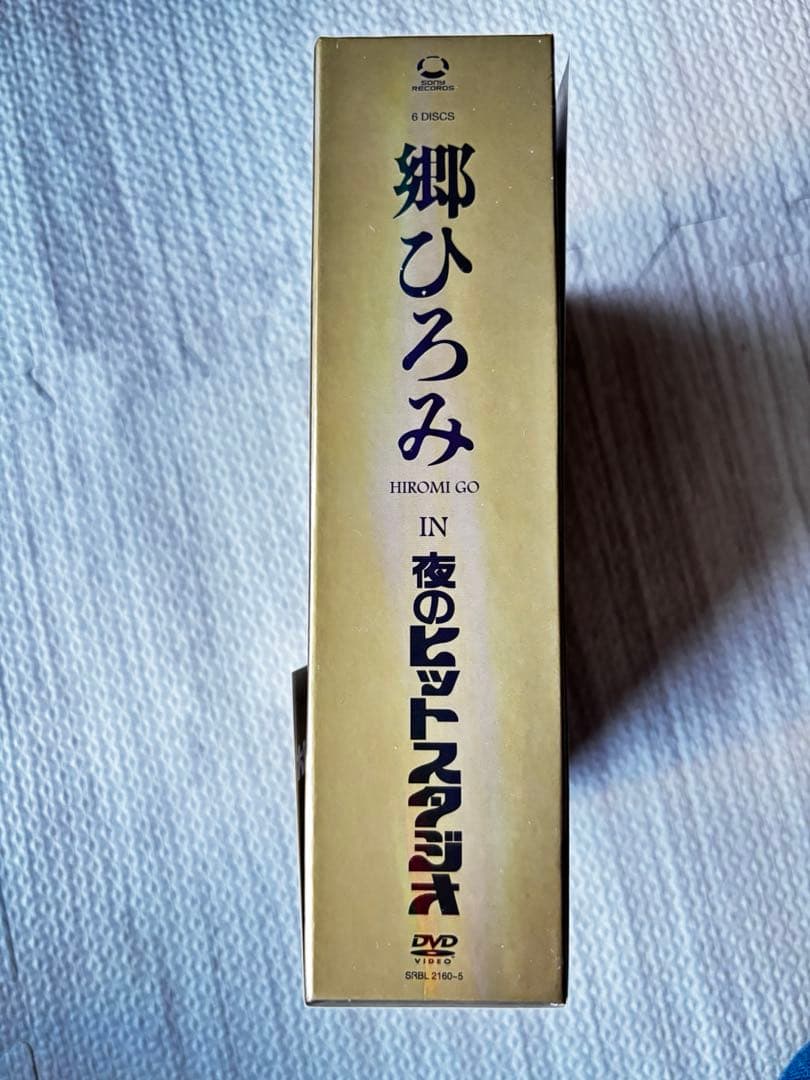 SONY
RECORDS
6 DISCS
郷ひろみ
HIROMI GO
IN
夜のヒットスタジオ
DVD
VIDEO
SRBL 2160~5